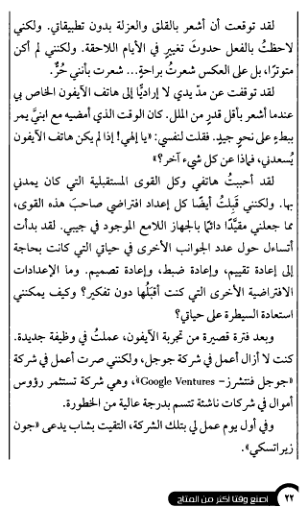 لقد توقعت أن أشعر بالقلق والعزلة بدون تطبيقاتي. ولكني
لاحظتُ بالفعل حدوثَ تغييرٍ في الأيام اللاحقة. ولكنني لم أكن
متوترًا، بل على العكس شعرتُ براحةٍ... شعرت بأنني حُرٌّ.
لقد توقفت عن مدّ يدي لا إراديًّا إلى هاتف الآيفون الخاص بي
عندما أشعر بأقل قدرٍ من الملل. كان الوقت الذي أمضيه مع ابنيَّ يمر
ببطءٍ على نحوٍ جيدٍ. فقلت لنفسي: «يا إلهي! إذا لم يكن هاتف الآيفون
يُسعدني، فماذا عن كل شيء آخر؟»
لقد أحببتُ هاتفي وكل القوى المستقبلية التي كان يمدني
بها. ولكنني قَبِلتُ أيضًا كل إعداد افتراضي صاحبَ هذه القوى،
مما جعلني مقيَّدًا دائمًا بالجهاز اللامع الموجود في جيبي. لقد بدأت
أتساءل حول عدد الجوانب الأخرى في حياتي التي كانت بحاجة
إلى إعادة تقييم، وإعادة ضبط، وإعادة تصميم. وما الإعدادات
الافتراضية الأخرى التي كنت أقبَلُها دون تفكير؟ وكيف يمكنني
استعادة السيطرة على حياتي؟
وبعد فترة قصيرة من تجربة الآيفون، عملتُ في وظيفة جديدة.
كنت لا أزال أعمل في شركة جوجل، ولكنني صرت أعمل في شركة
«جوجل فنتشرز – Google Ventures»، وهي شركة تستثمر رؤوس
أموال في شركات ناشئة تتسم بدرجة عالية من الخطورة.
وفي أول يوم عمل لي بتلك الشركة، التقيت بشاب يدعى «جون
زيراتسكي».
٢٢ اصنع وقتا أكثر من المتاح